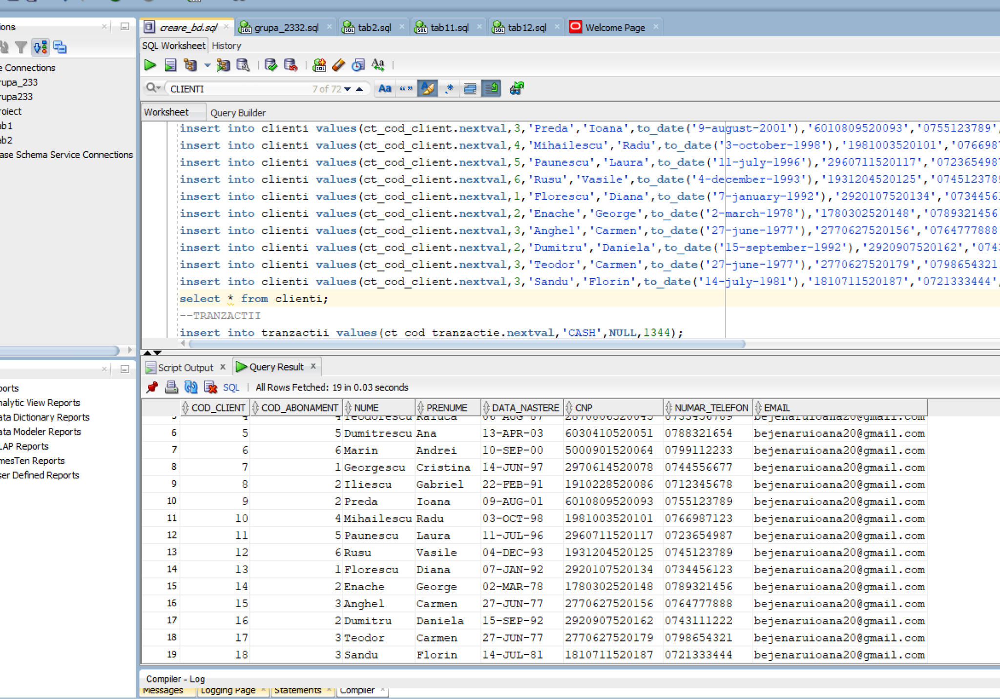 creare_bd.sql grupa_2332.sql tab2.sql tab11.sql tab12.sql Welcome Page
SQL Worksheet History
CLIENTI 7 of 72 Aa “ ” .*
Worksheet Query Builder
Connections
_233
233
ase Schema Service Connections
insert into clienti values(ct_cod_client.nextval,3,'Preda','Ioana',to_date('9-august-2001'),'6010809520093','0755123789',
insert into clienti values(ct_cod_client.nextval,4,'Mihailescu','Radu',to_date('3-october-1998'),'1981003520101','076698
insert into clienti values(ct_cod_client.nextval,5,'Paunescu','Laura',to_date('11-july-1996'),'2960711520117','072365498
insert into clienti values(ct_cod_client.nextval,6,'Rusu','Vasile',to_date('4-december-1993'),'1931204520125','074512378
insert into clienti values(ct_cod_client.nextval,1,'Florescu','Diana',to_date('7-january-1992'),'2920107520134','0734456
insert into clienti values(ct_cod_client.nextval,2,'Enache','George',to_date('2-march-1978'),'1780302520148','0789321456
insert into clienti values(ct_cod_client.nextval,3,'Anghel','Carmen',to_date('27-june-1977'),'2770627520156','0764777888
insert into clienti values(ct_cod_client.nextval,2,'Dumitru','Daniela',to_date('15-september-1992'),'2920907520162','074
insert into clienti values(ct_cod_client.nextval,3,'Teodor','Carmen',to_date('27-june-1977'),'2770627520179','0798654321
insert into clienti values(ct_cod_client.nextval,3,'Sandu','Florin',to_date('14-july-1981'),'1810711520187','0721333444',
select * from clienti;
--TRANZACTII
insert into tranzactii values(ct_cod_tranzactie.nextval,'CASH',NULL,1344);
Script Output x Query Result x
SQL | All Rows Fetched: 19 in 0.03 seconds
Analytic View Reports
ata Dictionary Reports
ata Modeler Reports
LAP Reports
mesTen Reports
ser Defined Reports
COD_CLIENT COD_ABONAMENT NUME PRENUME DATA_NASTERE CNP NUMAR_TELEFON EMAIL
4 4 Teodorescu Raluca 06-AUG-87 2870806520045 0733456789 bejenaruioana20@gmail.com
6 5 5 Dumitrescu Ana 13-APR-03 6030410520051 0788321654 bejenaruioana20@gmail.com
7 6 6 Marin Andrei 10-SEP-00 5000901520064 0799112233 bejenaruioana20@gmail.com
8 7 1 Georgescu Cristina 14-JUN-97 2970614520078 0744556677 bejenaruioana20@gmail.com
9 8 2 Iliescu Gabriel 22-FEB-91 1910228520086 0712345678 bejenaruioana20@gmail.com
10 9 2 Preda Ioana 09-AUG-01 6010809520093 0755123789 bejenaruioana20@gmail.com
11 10 4 Mihailescu Radu 03-OCT-98 1981003520101 0766987123 bejenaruioana20@gmail.com
12 11 5 Paunescu Laura 11-JUL-96 2960711520117 0723654987 bejenaruioana20@gmail.com
13 12 6 Rusu Vasile 04-DEC-93 1931204520125 0745123789 bejenaruioana20@gmail.com
14 13 1 Florescu Diana 07-JAN-92 2920107520134 0734456123 bejenaruioana20@gmail.com
15 14 2 Enache George 02-MAR-78 1780302520148 0789321456 bejenaruioana20@gmail.com
16 15 3 Anghel Carmen 27-JUN-77 2770627520156 0764777888 bejenaruioana20@gmail.com
17 16 2 Dumitru Daniela 15-SEP-92 2920907520162 0743111222 bejenaruioana20@gmail.com
18 17 3 Teodor Carmen 27-JUN-77 2770627520179 0798654321 bejenaruioana20@gmail.com
19 18 3 Sandu Florin 14-JUL-81 1810711520187 0721333444 bejenaruioana20@gmail.com
Compiler - Log
Messages Logging Page Statements Compiler